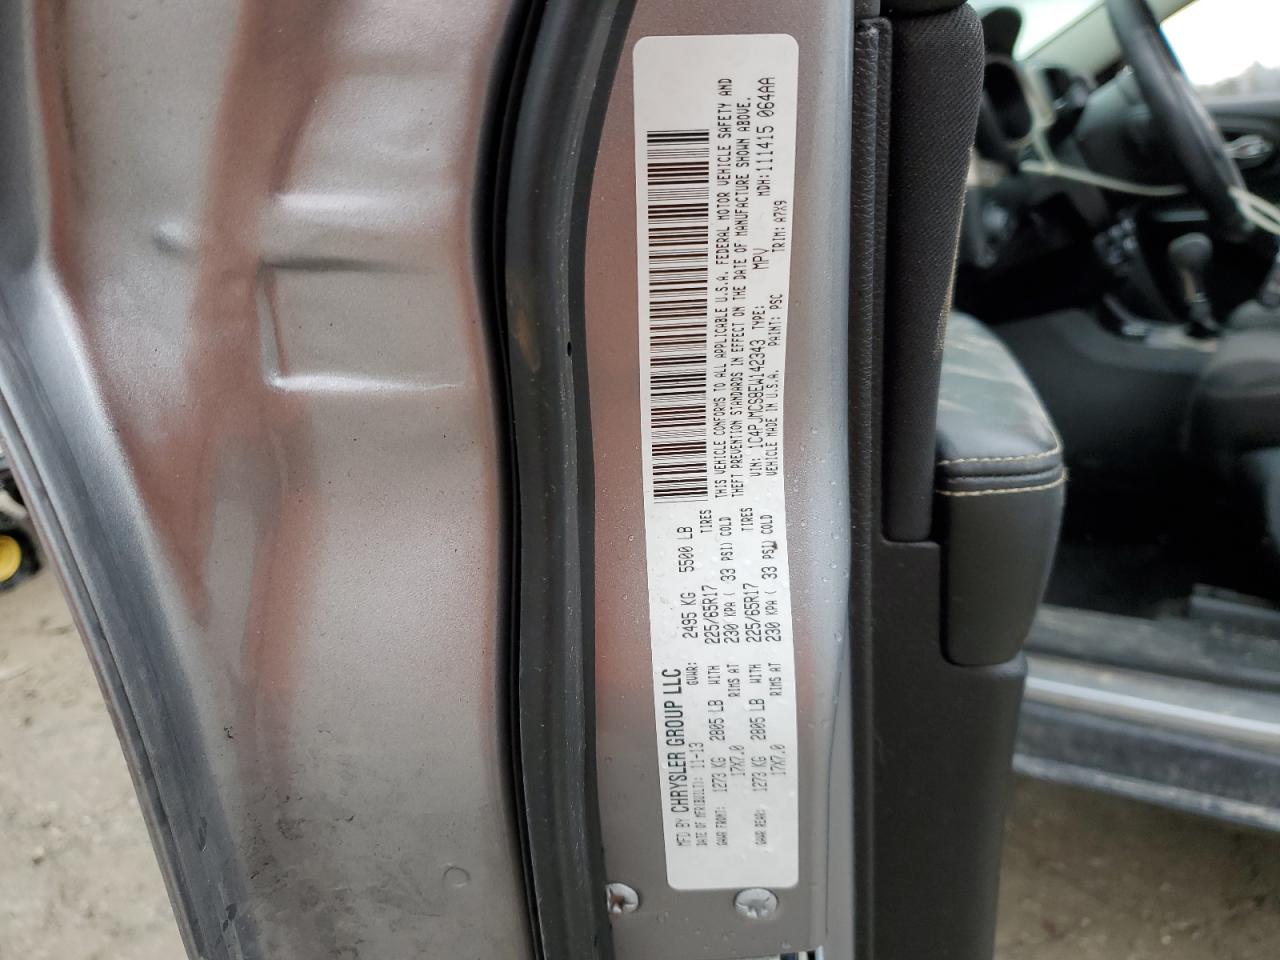 MFD BY CHRYSLER GROUP LLC
DATE OF MFR(BUILT): 11-13 GVWR: 2495 KG 5500 LB
GAWR FRONT: 1273 KG 2805 LB WITH 225/65R17 TIRES
17X7.0 RIMS AT 230 KPA ( 33 PSI) COLD
GAWR REAR: 1273 KG 2805 LB WITH 225/65R17 TIRES
17X7.0 RIMS AT 230 KPA ( 33 PSI) COLD
THIS VEHICLE CONFORMS TO ALL APPLICABLE U.S.A. FEDERAL MOTOR VEHICLE SAFETY AND
THEFT PREVENTION STANDARDS IN EFFECT ON THE DATE OF MANUFACTURE SHOWN ABOVE.
VIN: 1C4PJMCS8EW142343 TYPE: MPV MDH:111415 064AA
VEHICLE MADE IN U.S.A. PAINT: PSC TRIM: A7X9